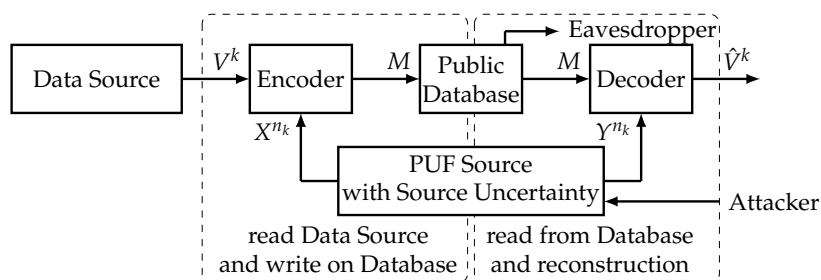 Eavesdropper
Data Source
V^k
Encoder
M
Public
Database
M
Decoder
V̂^k
X^{n_k}
Y^{n_k}
PUF Source
with Source Uncertainty
Attacker
read Data Source
and write on Database
read from Database
and reconstruction